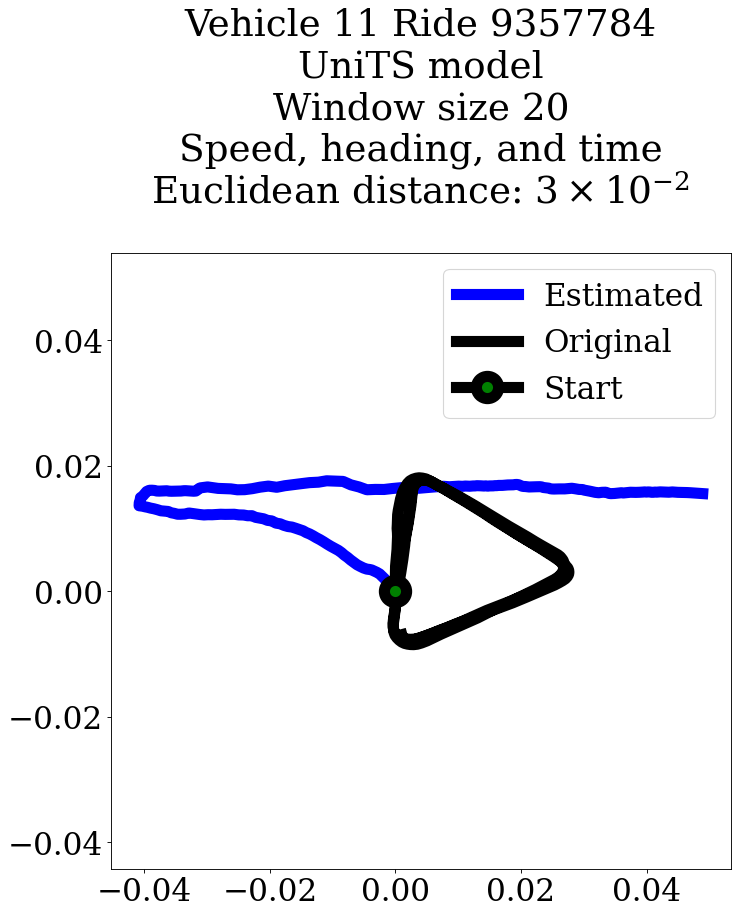 Vehicle 11 Ride 9357784
UniTS model
Window size 20
Speed, heading, and time
Euclidean distance: 3 × 10⁻²
Estimated
Original
Start
0.04
0.02
0.00
−0.02
−0.04
−0.04 −0.02 0.00 0.02 0.04